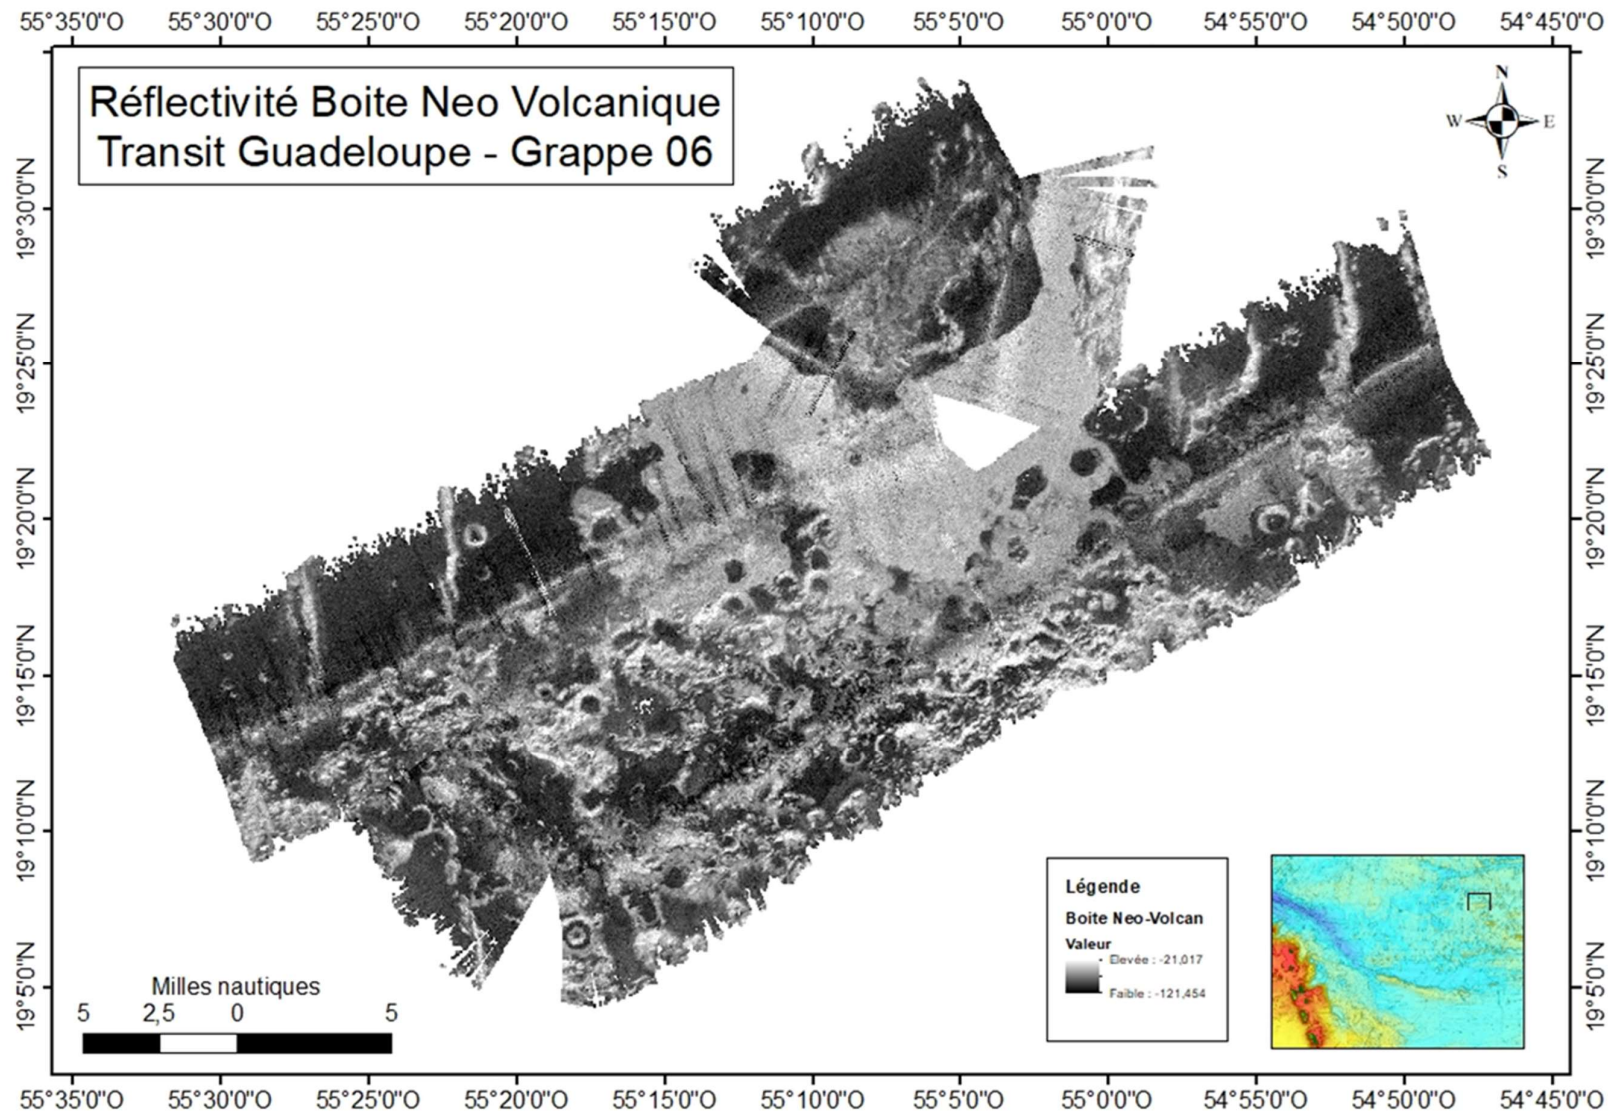 55°35'0"O 55°30'0"O 55°25'0"O 55°20'0"O 55°15'0"O 55°10'0"O 55°5'0"O 55°0'0"O 54°55'0"O 54°50'0"O 54°45'0"O
Réflectivité Boite Neo Volcanique
Transit Guadeloupe - Grappe 06
N
W E
S
19°30'0"N 19°30'0"N
19°25'0"N 19°25'0"N
19°20'0"N 19°20'0"N
19°15'0"N 19°15'0"N
19°10'0"N 19°10'0"N
19°5'0"N 19°5'0"N
Milles nautiques
5 2,5 0 5
Légende
Boite Neo-Volcan
Valeur
Elevée : -21,017
Faible : -121,454
55°35'0"O 55°30'0"O 55°25'0"O 55°20'0"O 55°15'0"O 55°10'0"O 55°5'0"O 55°0'0"O 54°55'0"O 54°50'0"O 54°45'0"O